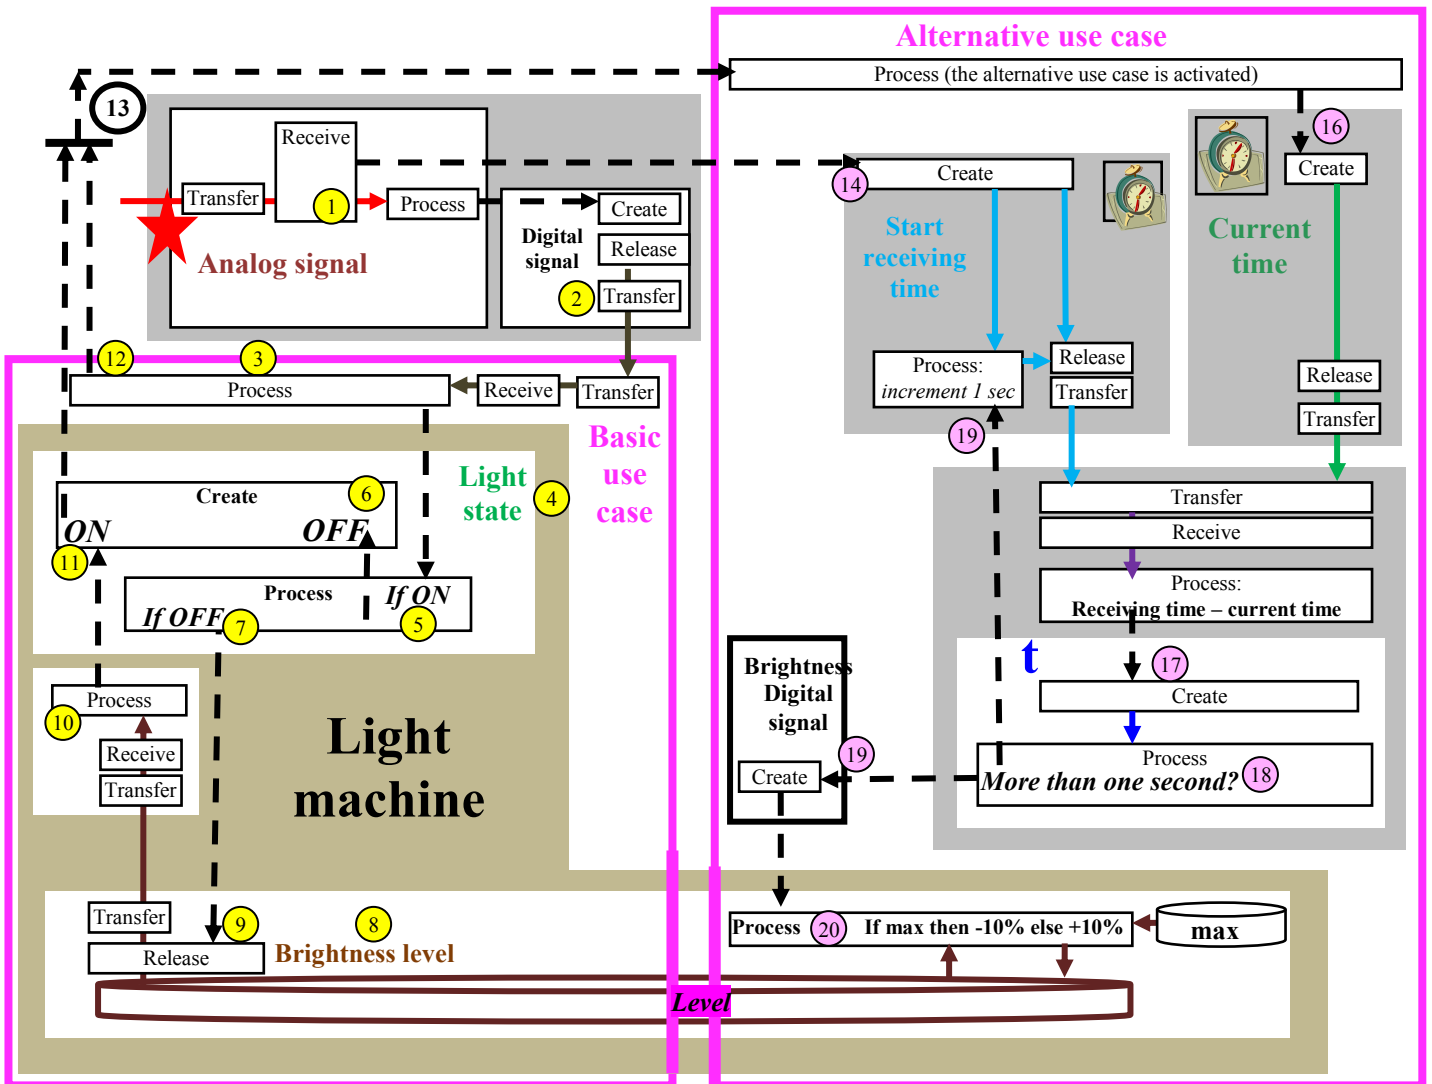 Alternative use case
Process (the alternative use case is activated)
13
16
Receive
Create
Create
14
Transfer
1
Process
Create
Analog signal
Digital
signal
Release
2
Transfer
Start
receiving
time
Current
time
12
3
Process
Receive
Transfer
Process:
increment 1 sec
Release
Transfer
Release
Transfer
19
Basic
use
case
Light
state
4
Create
6
ON
OFF
11
Process
If ON
If OFF
7
5
Transfer
Receive
Process:
Receiving time – current time
t
17
Create
Process
More than one second?
18
Brightness
Digital
signal
19
Create
Process
10
Receive
Transfer
Light
machine
Transfer
9
8
Release
Brightness level
Process
20
If max then -10% else +10%
max
Level